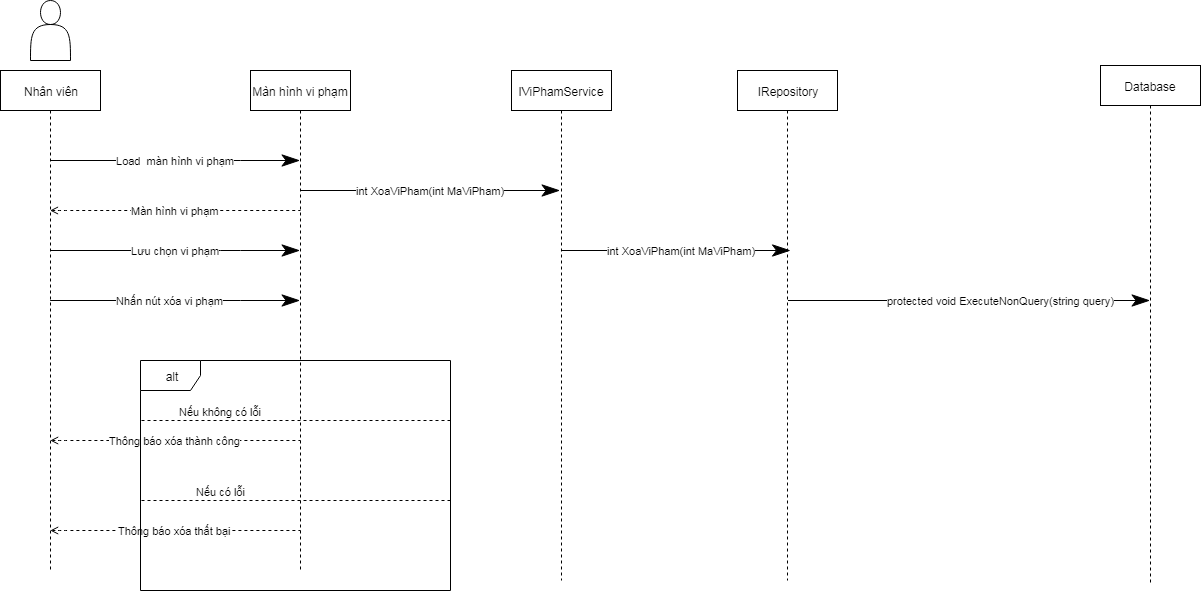 Nhân viên
Màn hình vi phạm
IViPhamService
IRepository
Database
Load màn hình vi phạm
int XoaViPham(int MaViPham)
Màn hình vi phạm
Lưu chọn vi phạm
int XoaViPham(int MaViPham)
Nhấn nút xóa vi phạm
protected void ExecuteNonQuery(string query)
alt
Nếu không có lỗi
Thông báo xóa thành công
Nếu có lỗi
Thông báo xóa thất bại